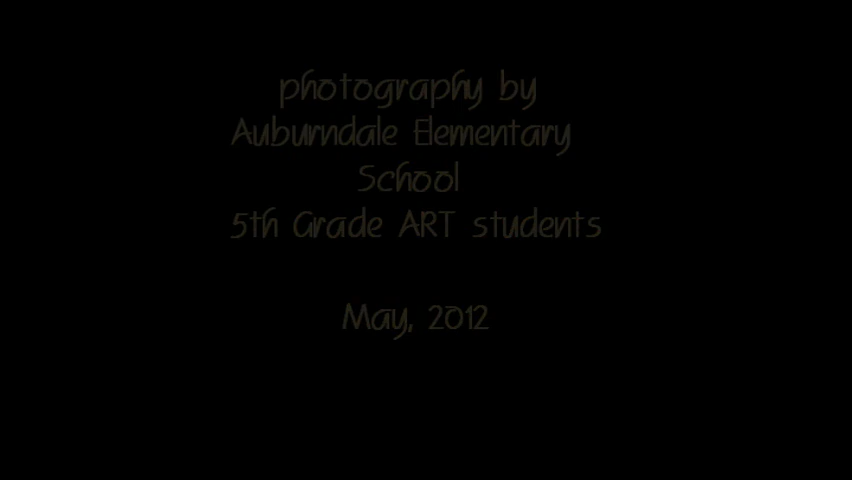 photography by
Auburndale Elementary
School
5th Grade ART students
May, 2012